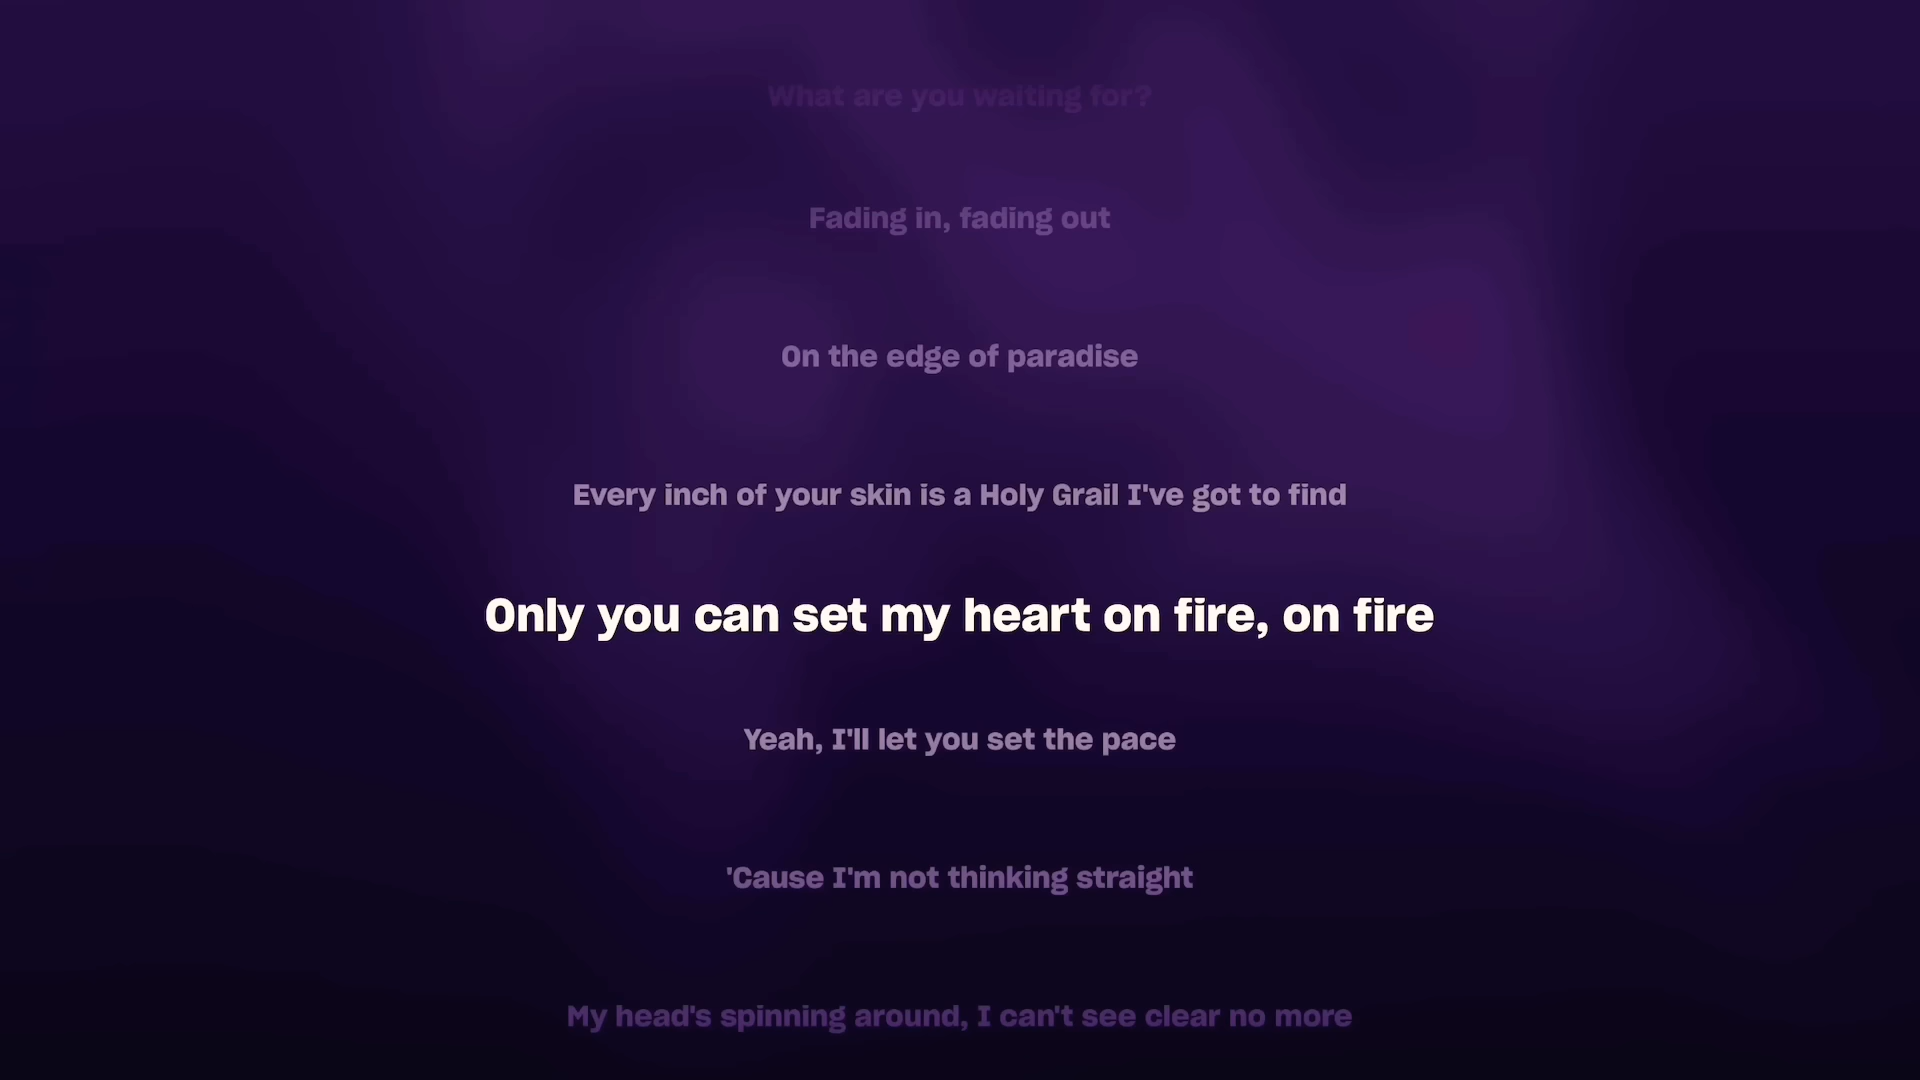 What are you waiting for?
Fading in, fading out
On the edge of paradise
Every inch of your skin is a Holy Grail I've got to find
Only you can set my heart on fire, on fire
Yeah, I'll let you set the pace
'Cause I'm not thinking straight
My head's spinning around, I can't see clear no more